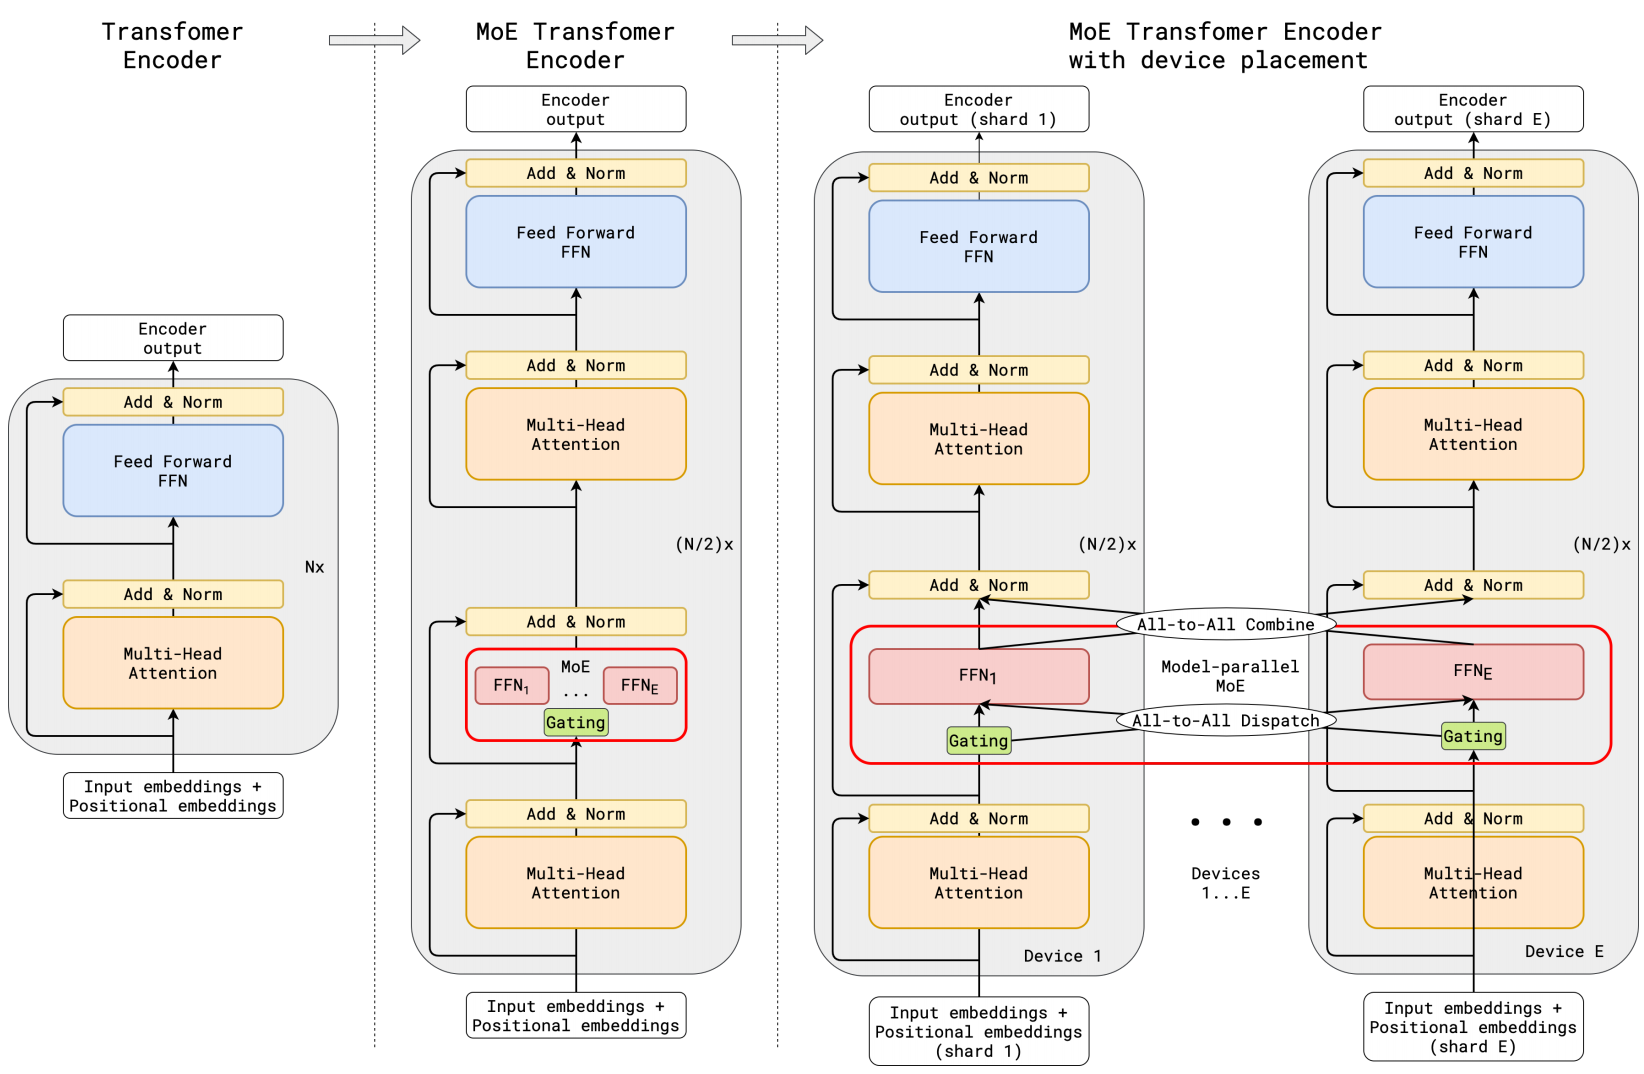 Transfomer
Encoder
Encoder
output
Add & Norm
Feed Forward
FFN
Add & Norm
Multi-Head
Attention
Nx
Input embeddings +
Positional embeddings
MoE Transfomer
Encoder
Encoder
output
Add & Norm
Feed Forward
FFN
Add & Norm
Multi-Head
Attention
(N/2)x
Add & Norm
MoE
FFN1 ... FFNE
Gating
Add & Norm
Multi-Head
Attention
Input embeddings +
Positional embeddings
MoE Transfomer Encoder
with device placement
Encoder
output (shard 1)
Add & Norm
Feed Forward
FFN
Add & Norm
Multi-Head
Attention
(N/2)x
Add & Norm
FFN1
Gating
Add & Norm
Multi-Head
Attention
Device 1
Input embeddings +
Positional embeddings
(shard 1)
All-to-All Combine
Model-parallel
MoE
All-to-All Dispatch
. . .
Devices
1...E
Encoder
output (shard E)
Add & Norm
Feed Forward
FFN
Add & Norm
Multi-Head
Attention
(N/2)x
Add & Norm
FFNE
Gating
Add & Norm
Multi-Head
Attention
Device E
Input embeddings +
Positional embeddings
(shard E)